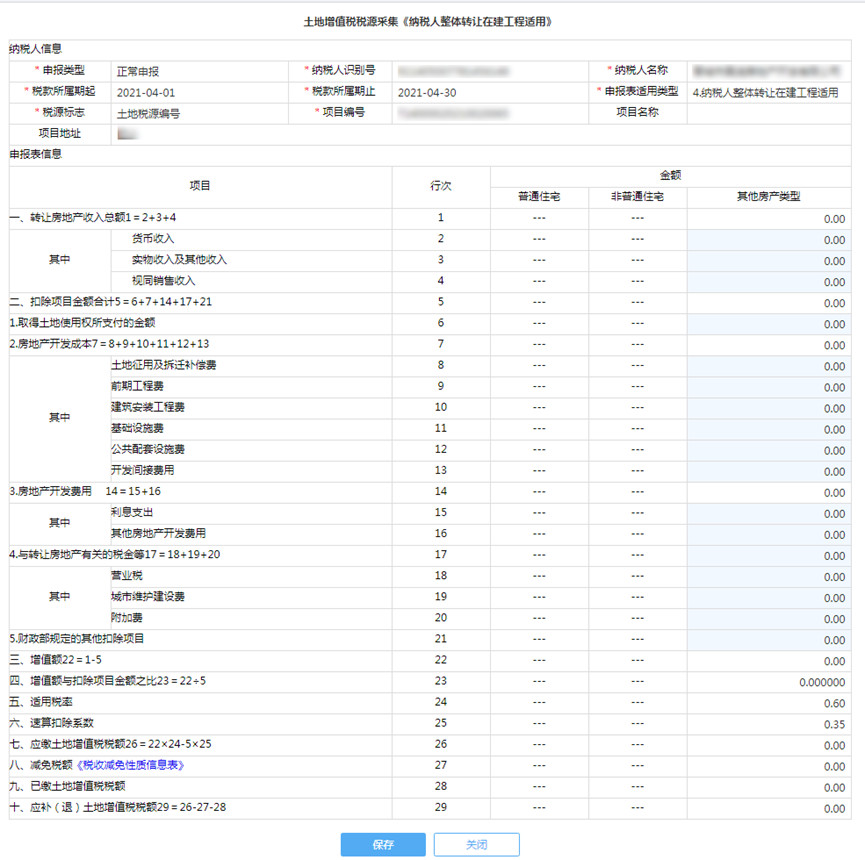 土地增值税税源采集《纳税人整体转让在建工程适用》
纳税人信息
* 申报类型 正常申报 * 纳税人识别号 * 纳税人名称
* 税款所属期起 2021-04-01 * 税款所属期止 2021-04-30 * 申报表适用类型 4.纳税人整体转让在建工程适用
* 税源标志 土地税源编号 * 项目编号 项目名称
项目地址
申报表信息
项目 行次 金额
普通住宅 非普通住宅 其他房产类型
一、转让房地产收入总额1=2+3+4 1 --- --- 0.00
其中
货币收入 2 --- --- 0.00
实物收入及其他收入 3 --- --- 0.00
视同销售收入 4 --- --- 0.00
二、扣除项目金额合计5=6+7+14+17+21 5 --- --- 0.00
1.取得土地使用权所支付的金额 6 --- --- 0.00
2.房地产开发成本7=8+9+10+11+12+13 7 --- --- 0.00
其中
土地征用及拆迁补偿费 8 --- --- 0.00
前期工程费 9 --- --- 0.00
建筑安装工程费 10 --- --- 0.00
基础设施费 11 --- --- 0.00
公共配套设施费 12 --- --- 0.00
开发间接费用 13 --- --- 0.00
3.房地产开发费用 14=15+16 14 --- --- 0.00
其中
利息支出 15 --- --- 0.00
其他房地产开发费用 16 --- --- 0.00
4.与转让房地产有关的税金等17=18+19+20 17 --- --- 0.00
其中
营业税 18 --- --- 0.00
城市维护建设费 19 --- --- 0.00
附加费 20 --- --- 0.00
5.财政部规定的其他扣除项目 21 --- --- 0.00
三、增值额22=1-5 22 --- --- 0.00
四、增值额与扣除项目金额之比23=22÷5 23 --- --- 0.000000
五、适用税率 24 --- --- 0.60
六、速算扣除系数 25 --- --- 0.35
七、应缴土地增值税税额26=22×24-5×25 26 --- --- 0.00
八、减免税额《税收减免性质信息表》 27 --- --- 0.00
九、已缴土地增值税税额 28 --- --- 0.00
十、应补（退）土地增值税税额29=26-27-28 29 --- --- 0.00
保存 关闭